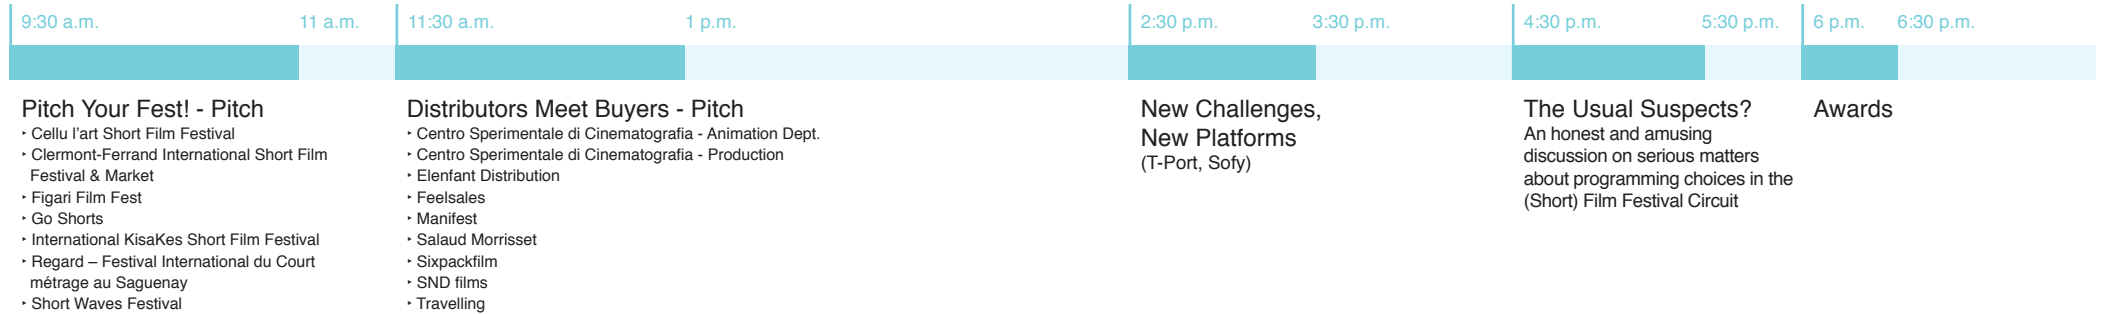 9:30 a.m.
11 a.m.
11:30 a.m.
1 p.m.
2:30 p.m.
3:30 p.m.
4:30 p.m.
5:30 p.m.
6 p.m.
6:30 p.m.
Pitch Your Fest! - Pitch
‣ Cellu l’art Short Film Festival
‣ Clermont-Ferrand International Short Film
Festival & Market
‣ Figari Film Fest
‣ Go Shorts
‣ International KisaKes Short Film Festival
‣ Regard – Festival International du Court
métrage au Saguenay
‣ Short Waves Festival
Distributors Meet Buyers - Pitch
‣ Centro Sperimentale di Cinematografia - Animation Dept.
‣ Centro Sperimentale di Cinematografia - Production
‣ Elenfant Distribution
‣ Feelsales
‣ Manifest
‣ Salaud Morrisset
‣ Sixpackfilm
‣ SND films
‣ Travelling
New Challenges,
New Platforms
(T-Port, Sofy)
The Usual Suspects?
An honest and amusing
discussion on serious matters
about programming choices in the
(Short) Film Festival Circuit
Awards